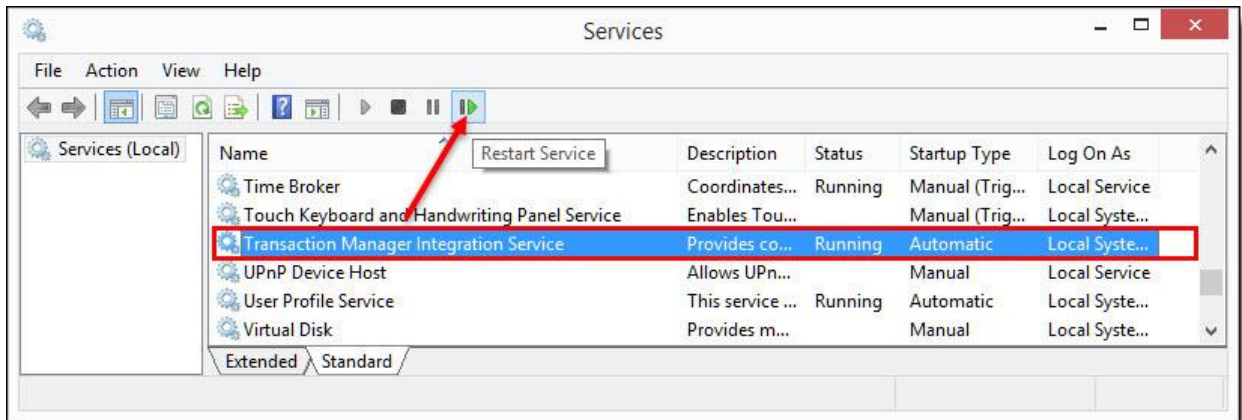 Services
File Action View Help
Services (Local)
Name Description Status Startup Type Log On As
Restart Service
Time Broker Coordinates... Running Manual (Trig... Local Service
Touch Keyboard and Handwriting Panel Service Enables Tou... Manual (Trig... Local Syste...
Transaction Manager Integration Service Provides co... Running Automatic Local Syste...
UPnP Device Host Allows UPn... Manual Local Service
User Profile Service This service ... Running Automatic Local Syste...
Virtual Disk Provides m... Manual Local Syste...
Extended Standard